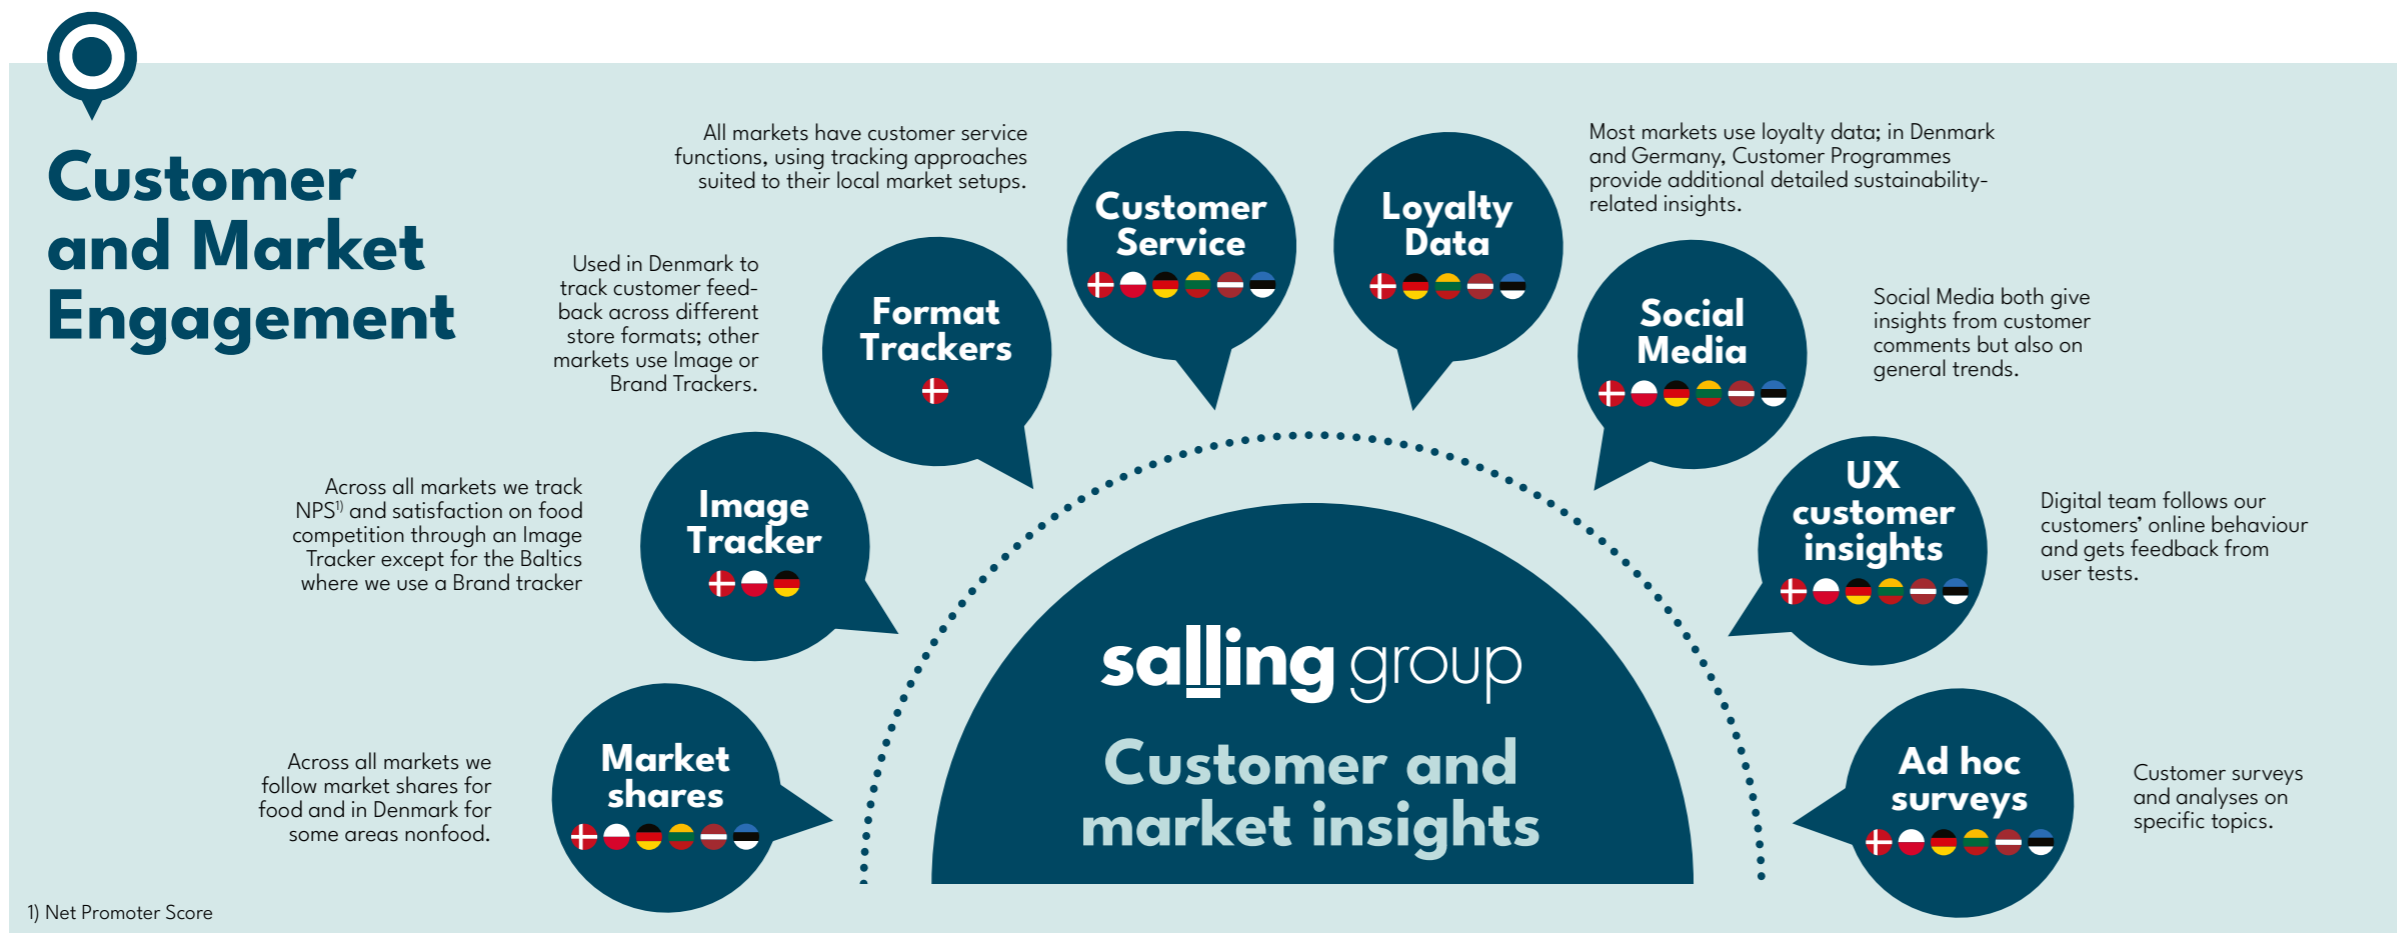 Customer
and Market
Engagement
All markets have customer service
functions, using tracking approaches
suited to their local market setups.
Customer
Service
Loyalty
Data
Most markets use loyalty data; in Denmark
and Germany, Customer Programmes
provide additional detailed sustainability-
related insights.
Used in Denmark to
track customer feed-
back across different
store formats; other
markets use Image or
Brand Trackers.
Format
Trackers
Social
Media
Social Media both give
insights from customer
comments but also on
general trends.
Across all markets we track
NPS1) and satisfaction on food
competition through an Image
Tracker except for the Baltics
where we use a Brand tracker
Image
Tracker
UX
customer
insights
Digital team follows our
customers’ online behaviour
and gets feedback from
user tests.
salling group
Customer and
market insights
Across all markets we
follow market shares for
food and in Denmark for
some areas nonfood.
Market
shares
Ad hoc
surveys
Customer surveys
and analyses on
specific topics.
1) Net Promoter Score